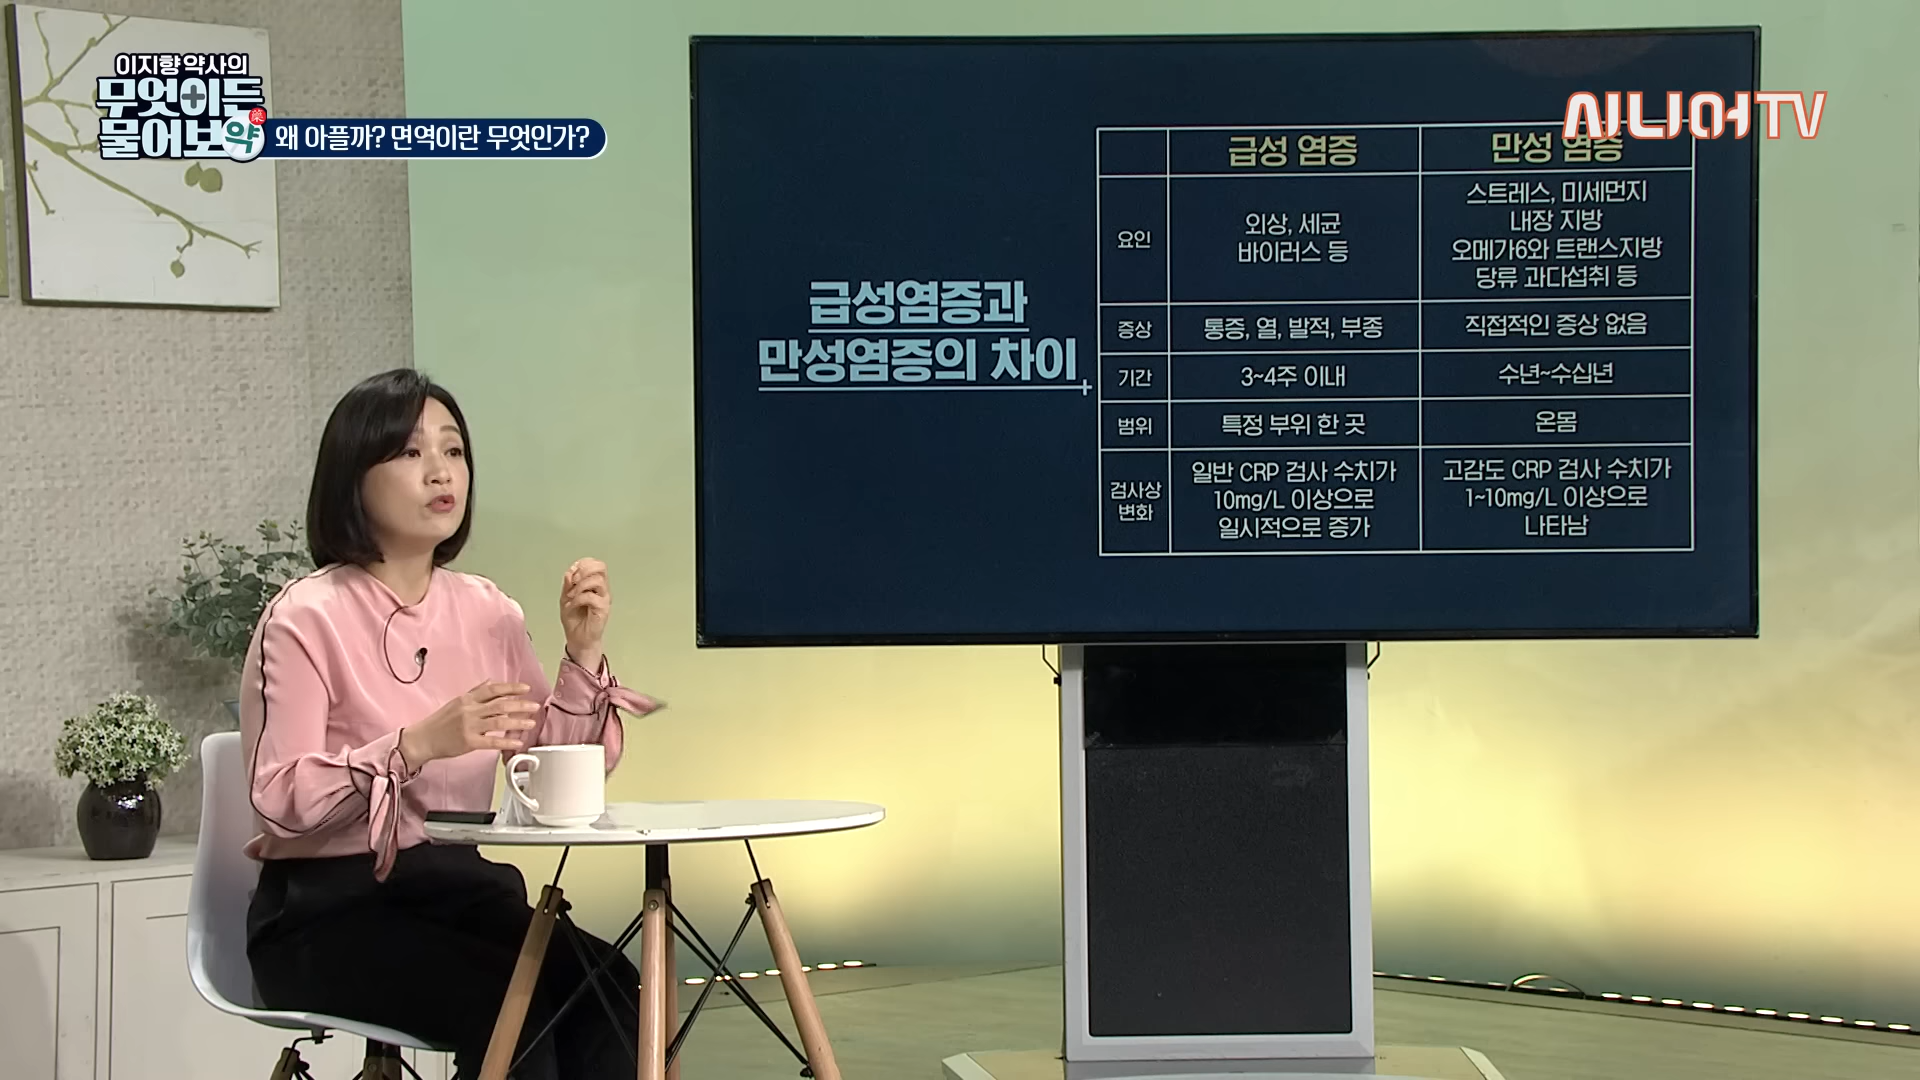 이지향 약사의
무엇이든
물어보약
藥
왜 아플까? 면역이란 무엇인가?
시니어TV
급성염증과
만성염증의 차이
급성 염증
만성 염증
요인
외상, 세균
바이러스 등
스트레스, 미세먼지
내장 지방
오메가6와 트랜스지방
당류 과다섭취 등
증상
통증, 열, 발적, 부종
직접적인 증상 없음
기간
3~4주 이내
수년~수십년
범위
특정 부위 한 곳
온몸
검사상
변화
일반 CRP 검사 수치가
10mg/L 이상으로
일시적으로 증가
고감도 CRP 검사 수치가
1~10mg/L 이상으로
나타남